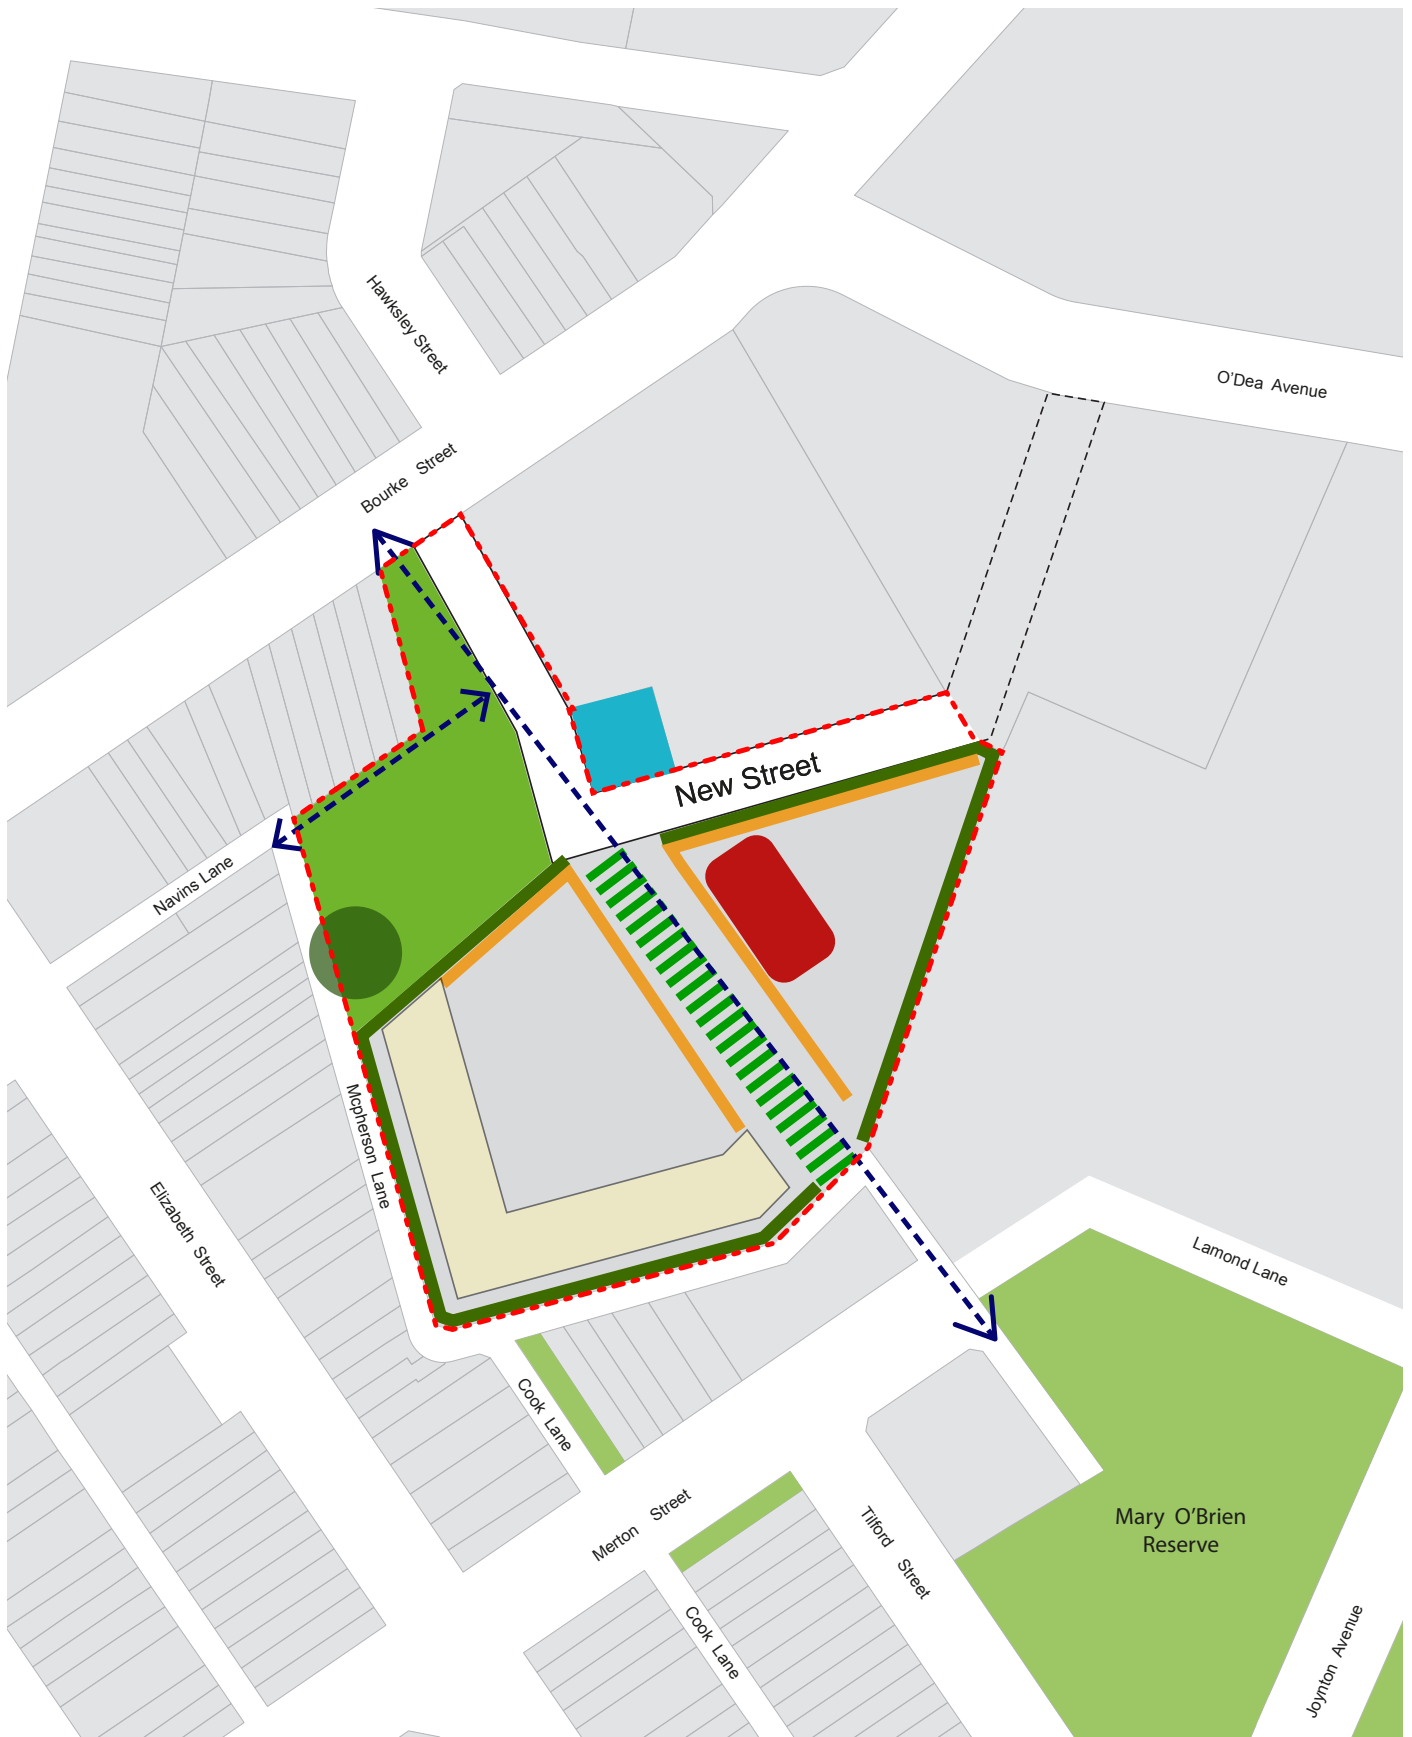 Hawksley Street
O'Dea Avenue
Bourke Street
New Street
Navins Lane
Mcpherson Lane
Elizabeth Street
Lamond Lane
Cook Lane
Merton Street
Tilford Street
Mary O'Brien
Reserve
Cook Lane
Joynton Avenue